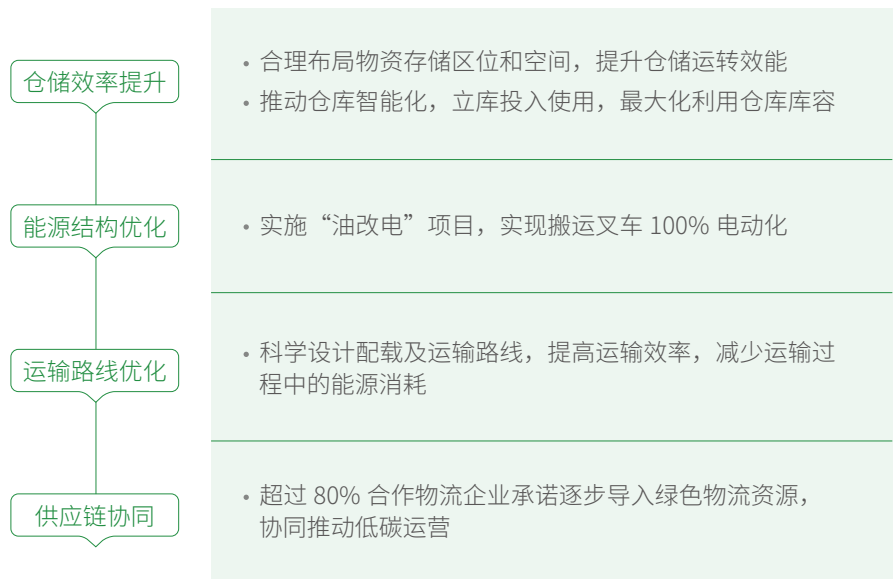 仓储效率提升
• 合理布局物资存储区位和空间，提升仓储运转效能
• 推动仓库智能化，立库投入使用，最大化利用仓库库容
能源结构优化
• 实施“油改电”项目，实现搬运叉车 100% 电动化
运输路线优化
• 科学设计配载及运输路线，提高运输效率，减少运输过
程中的能源消耗
供应链协同
• 超过 80% 合作物流企业承诺逐步导入绿色物流资源，
协同推动低碳运营